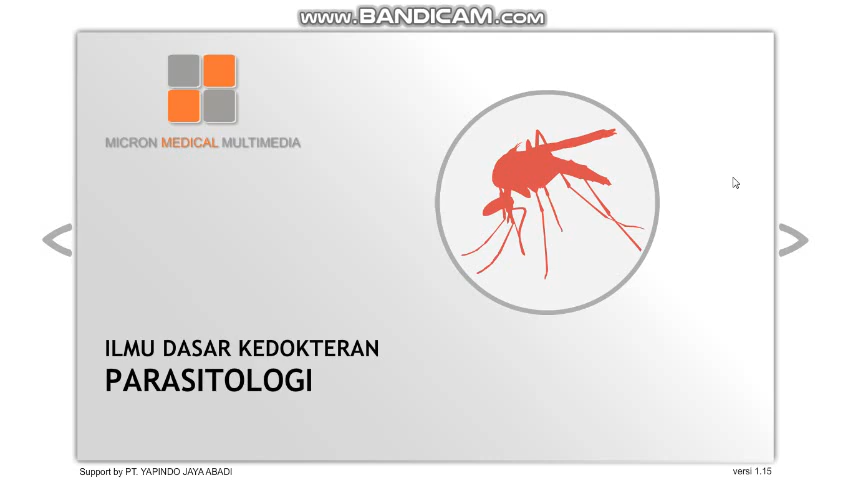 www.BANDICAM.com
MICRON MEDICAL MULTIMEDIA
ILMU DASAR KEDOKTERAN
PARASITOLOGI
Support by PT. YAPINDO JAYA ABADI
versi 1.15